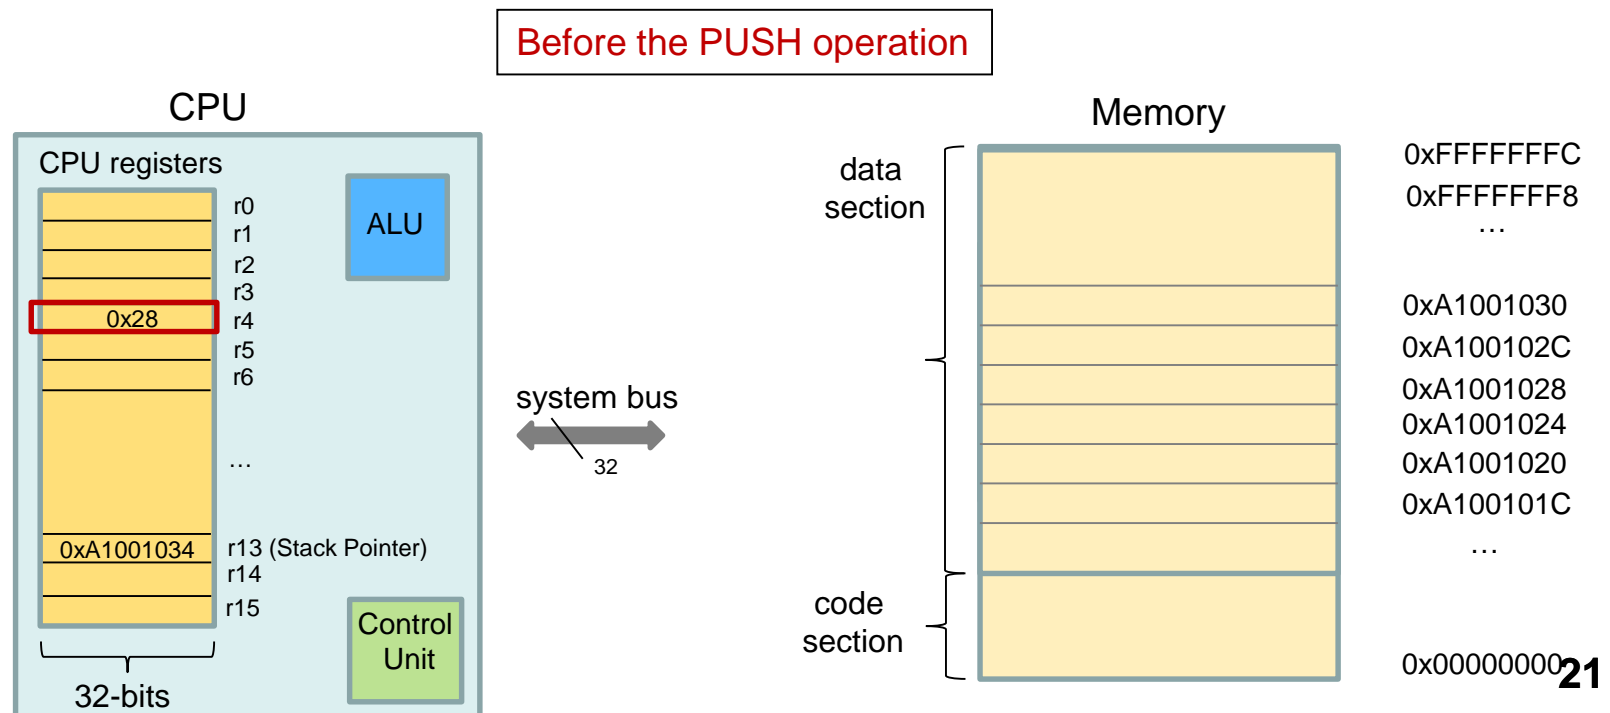 Before the PUSH operation
CPU
CPU registers
r0
r1
r2
r3
0x28
r4
r5
r6
…
0xA1001034
r13 (Stack Pointer)
r14
r15
32-bits
ALU
Control
Unit
system bus
32
Memory
data
section
code
section
0xFFFFFFFC
0xFFFFFFF8
…
0xA1001030
0xA100102C
0xA1001028
0xA1001024
0xA1001020
0xA100101C
…
0x00000000
21